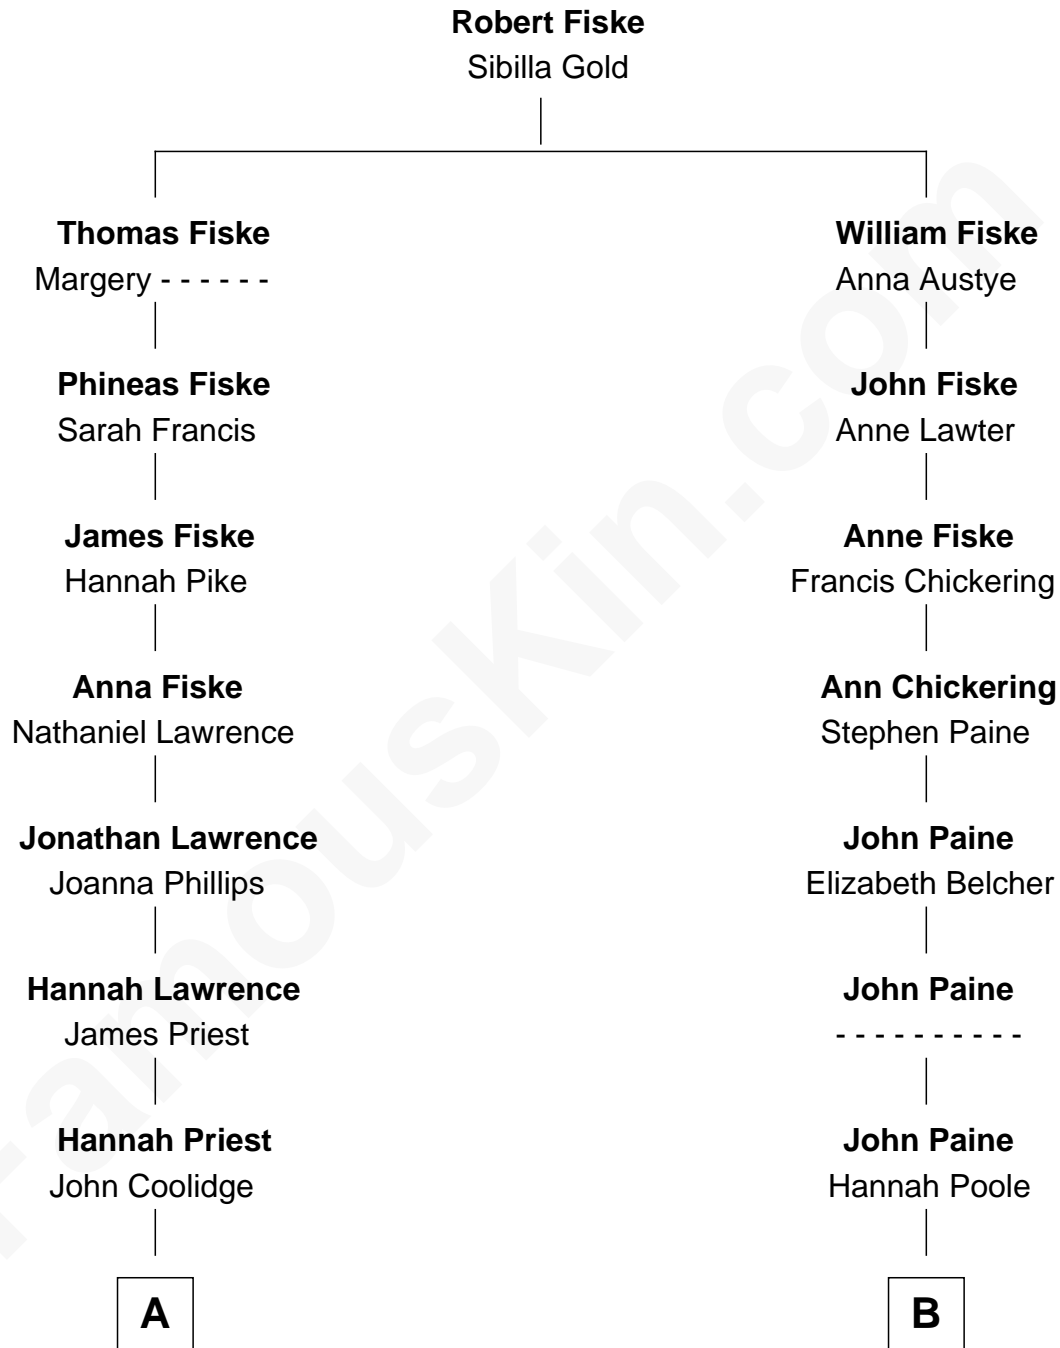 Robert Fiske
Sibilla Gold
Thomas Fiske
Margery - - - - - -
William Fiske
Anna Austye
Phineas Fiske
Sarah Francis
John Fiske
Anne Lawter
James Fiske
Hannah Pike
Anne Fiske
Francis Chickering
Anna Fiske
Nathaniel Lawrence
Ann Chickering
Stephen Paine
Jonathan Lawrence
Joanna Phillips
John Paine
Elizabeth Belcher
Hannah Lawrence
James Priest
John Paine
- - - - - - - - - -
Hannah Priest
John Coolidge
John Paine
Hannah Poole
A
B
FamousKin.com